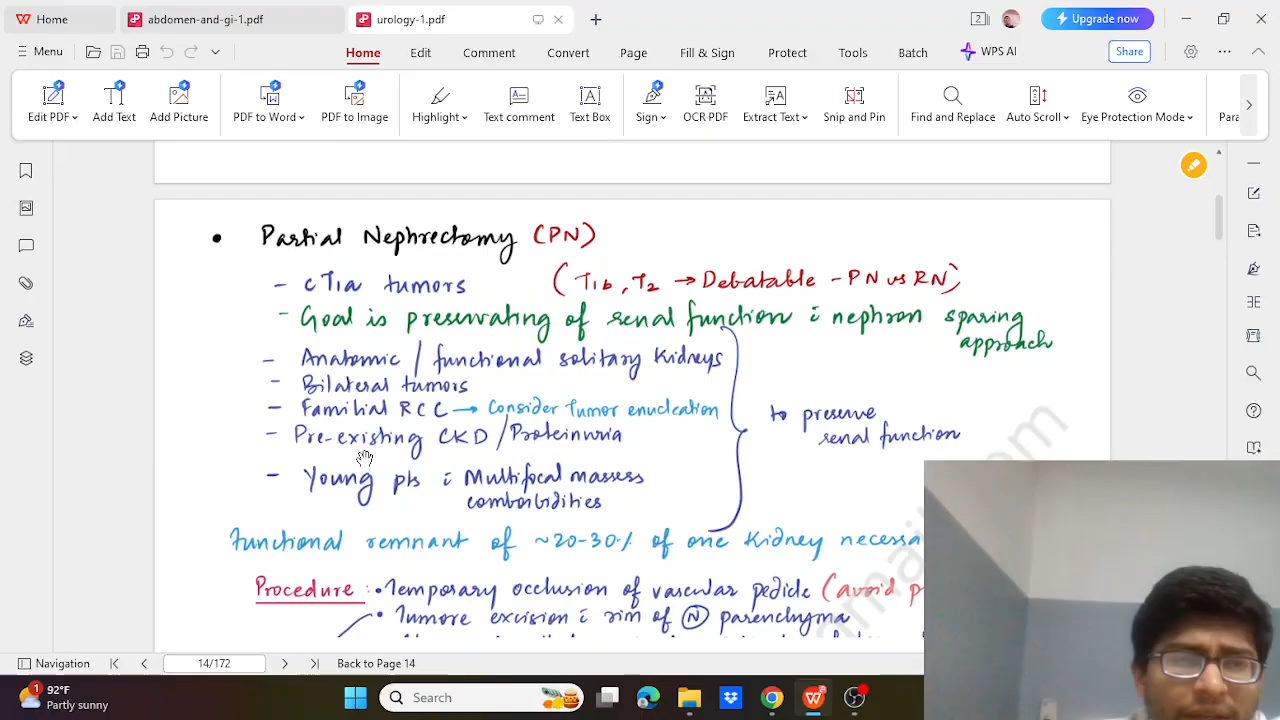 Home
abdomen-and-gi-1.pdf
urology-1.pdf
2
Upgrade now
Menu
Home
Edit
Comment
Convert
Page
Fill & Sign
Protect
Tools
Batch
WPS AI
Share
Edit PDF
Add Text
Add Picture
PDF to Word
PDF to Image
Highlight
Text comment
Text Box
Sign
OCR PDF
Extract Text
Snip and Pin
Find and Replace
Auto Scroll
Eye Protection Mode
Para
• Partial Nephrectomy (PN)
- cT1a tumors (T1b, T2 → Debatable - PN vs RN)
- Goal is preservating of renal function c nephron sparing approach
- Anatomic / functional solitary kidneys
- Bilateral tumors
- Familial RCC → Consider Tumor enucleation
- Pre-existing CKD / Proteinuria
to preserve
renal function
- Young pts c Multifocal massess
comborbidities
Functional remnant of ~20-30% of one kidney necessa
Procedure : • Temporary occlusion of vascular pedicle (avoid p
• Tumore excision c rim of (N) parenchyma
Navigation
14/172
Back to Page 14
1
92°F
Partly sunny
Search